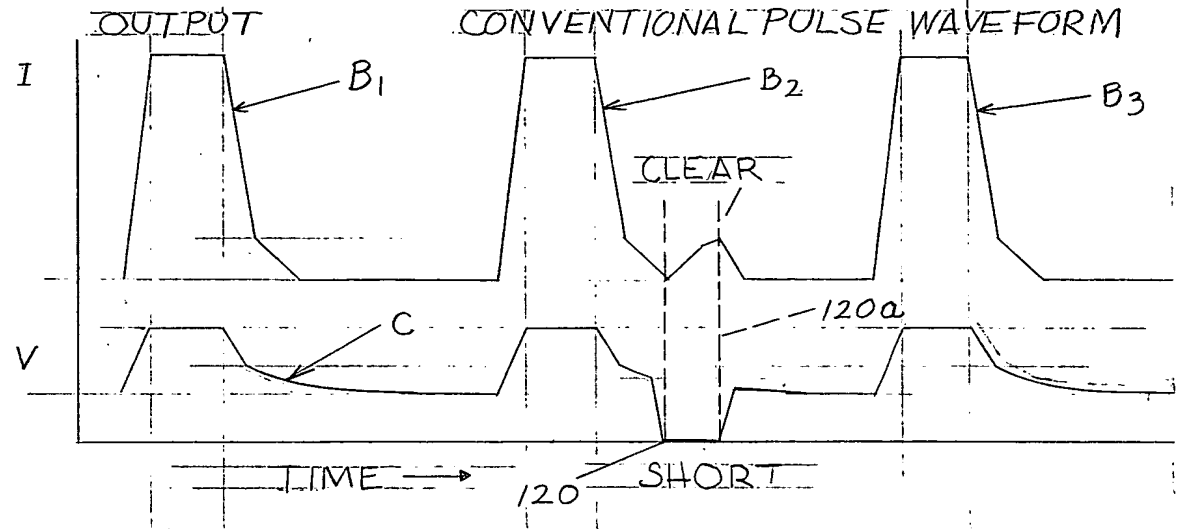 OUTPUT
CONVENTIONAL PULSE WAVEFORM
I
B1
B2
B3
CLEAR
120a
C
V
TIME
120
SHORT